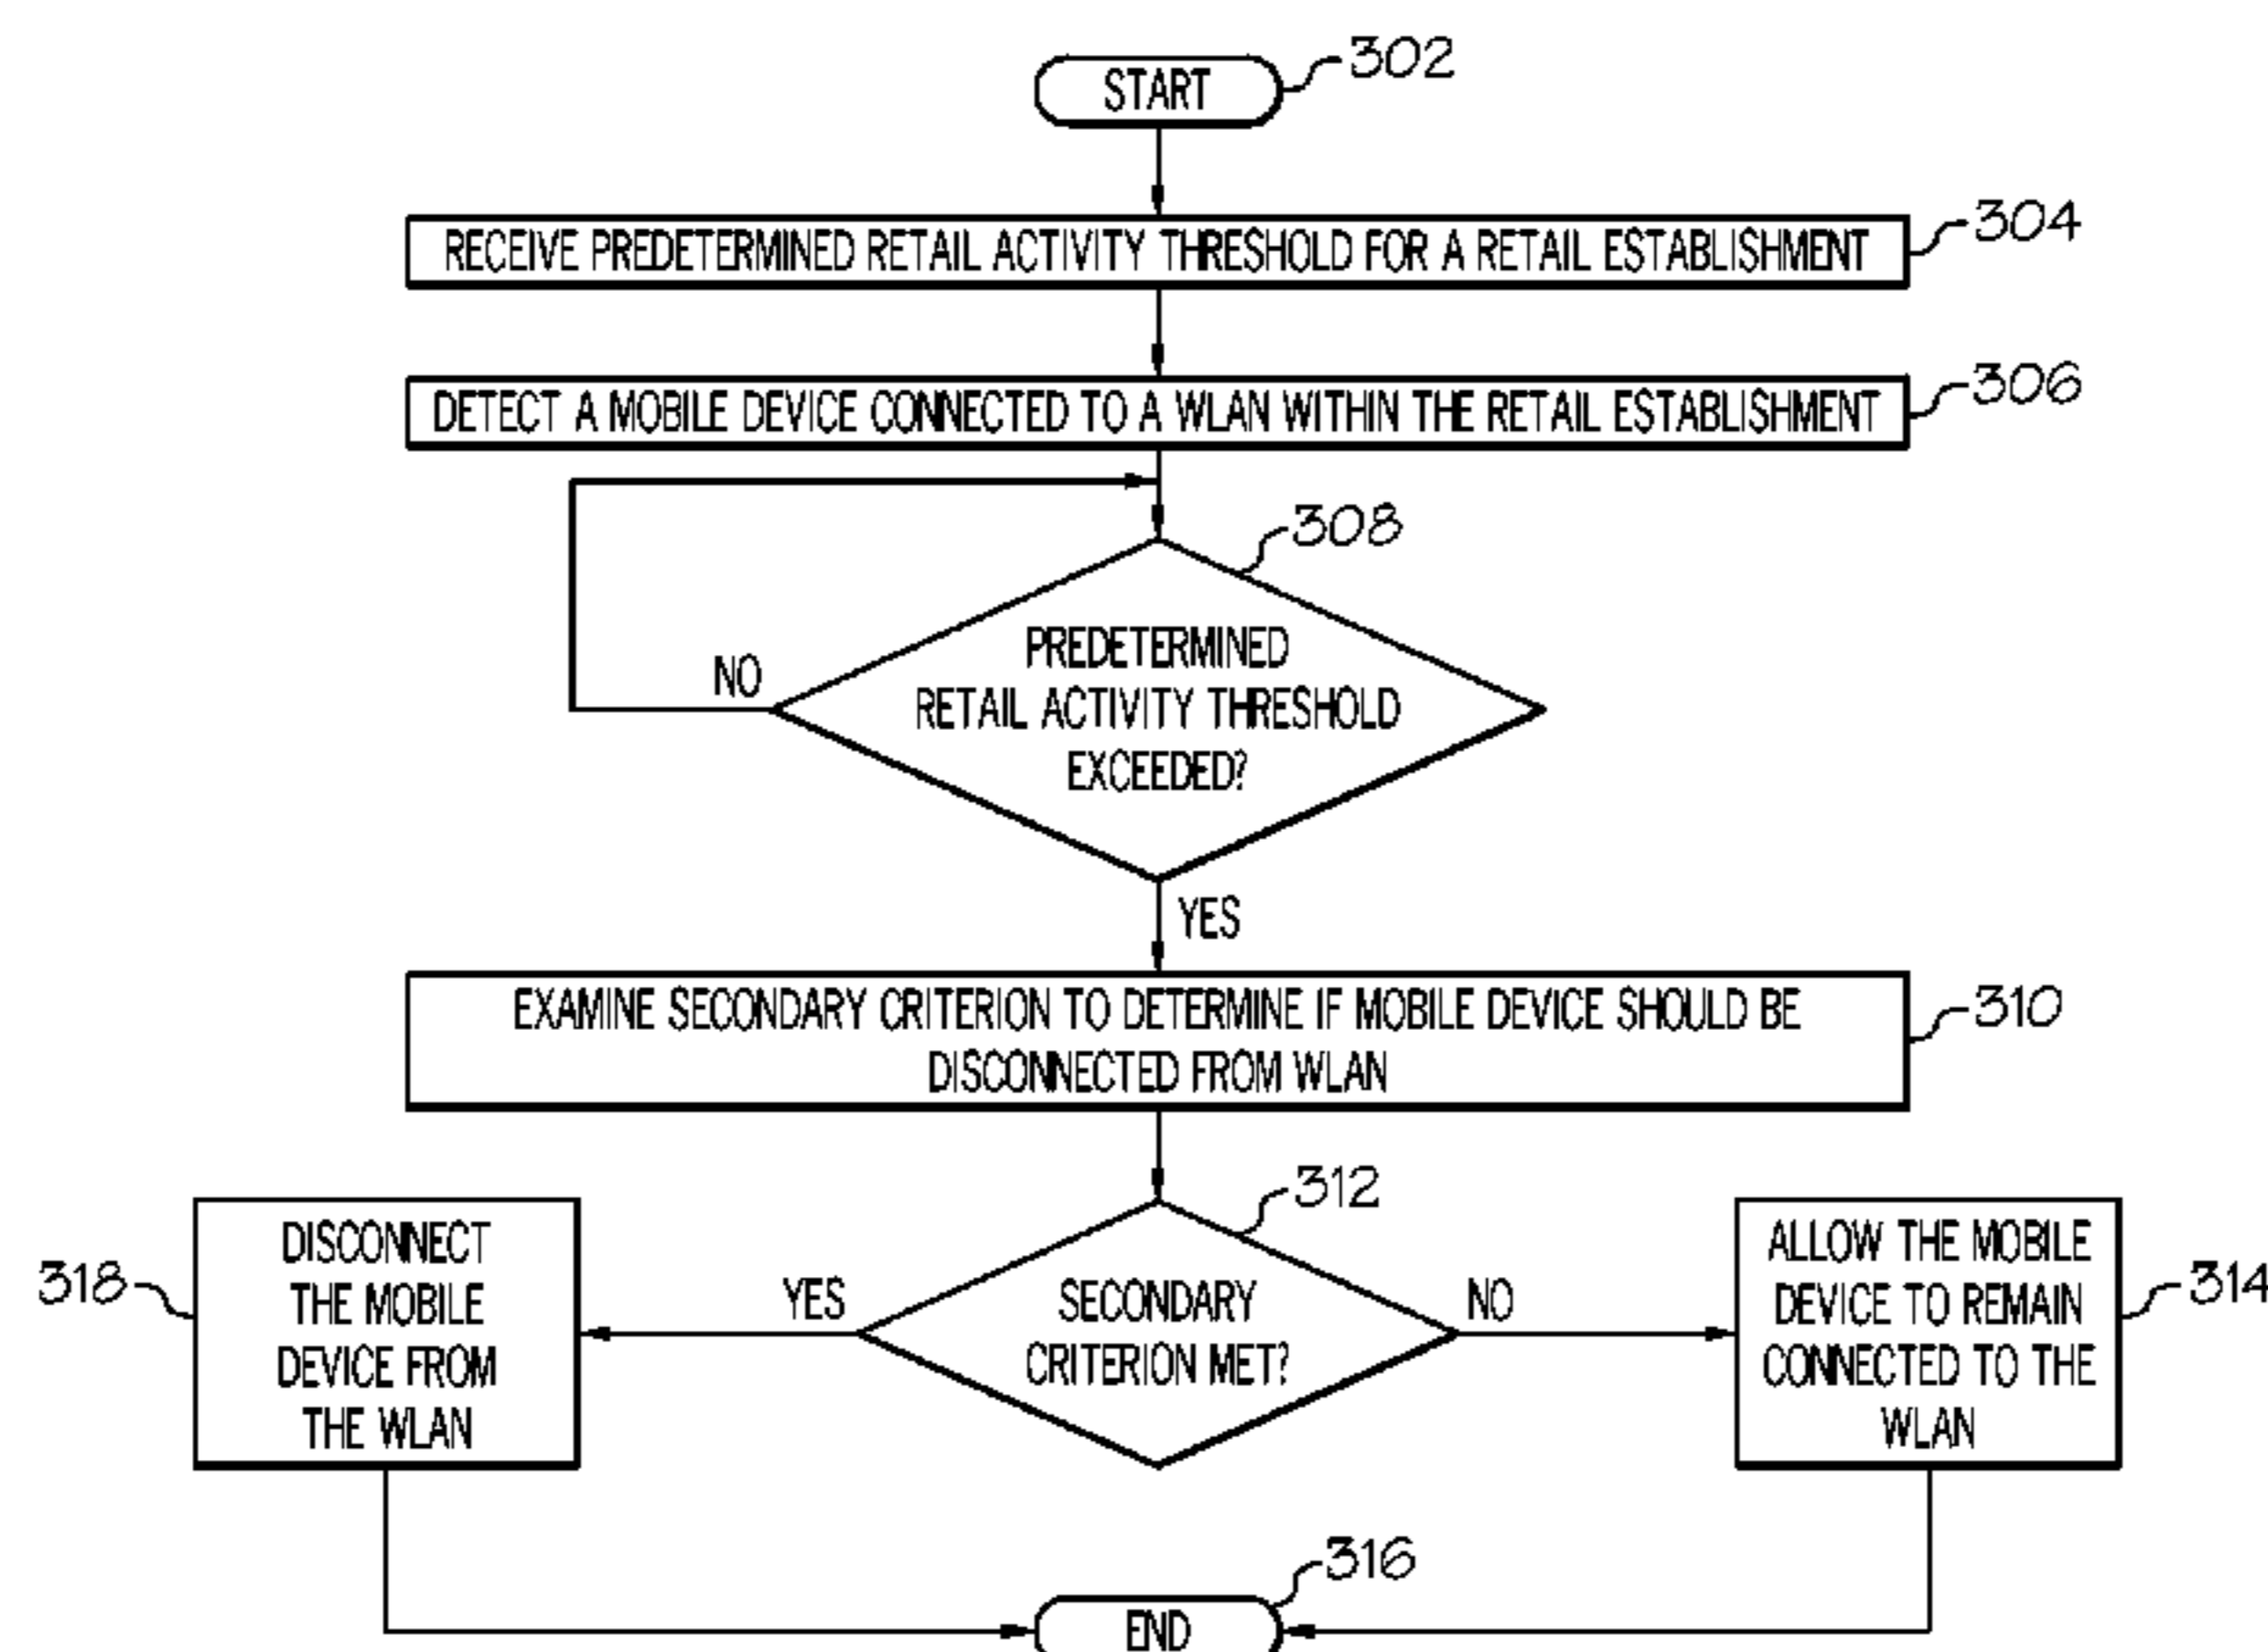 START
302
RECEIVE PREDETERMINED RETAIL ACTIVITY THRESHOLD FOR A RETAIL ESTABLISHMENT
304
DETECT A MOBILE DEVICE CONNECTED TO A WLAN WITHIN THE RETAIL ESTABLISHMENT
306
308
PREDETERMINED
RETAIL ACTIVITY THRESHOLD
EXCEEDED?
NO
YES
EXAMINE SECONDARY CRITERION TO DETERMINE IF MOBILE DEVICE SHOULD BE
DISCONNECTED FROM WLAN
310
312
SECONDARY
CRITERION MET?
YES
NO
318
DISCONNECT
THE MOBILE
DEVICE FROM
THE WLAN
ALLOW THE MOBILE
DEVICE TO REMAIN
CONNECTED TO THE
WLAN
314
316
END